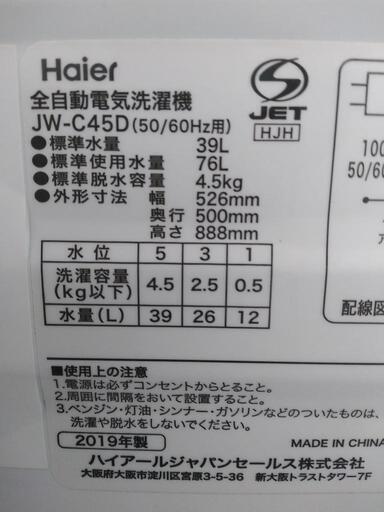 Haier
全自動電気洗濯機
JW-C45D(50/60Hz用)
JET
HJH
●標準水量 39L
●標準使用水量 76L
●標準脱水容量 4.5kg
●外形寸法 幅 526mm
奥行 500mm
高さ 888mm
100
50/60
水位 5 3 1
洗濯容量(kg以下) 4.5 2.5 0.5
水量(L) 39 26 12
配線図
■使用上の注意
1.電源は必ずコンセントからとること。
2.周囲に間隔をおいて設置すること。
3.ベンジン・灯油・シンナー・ガソリンなどのついたものは、
洗濯や脱水をしないでください。
2019年製
MADE IN CHINA
ハイアールジャパンセールス株式会社
大阪府大阪市淀川区宮原3-5-36 新大阪トラストタワー7F